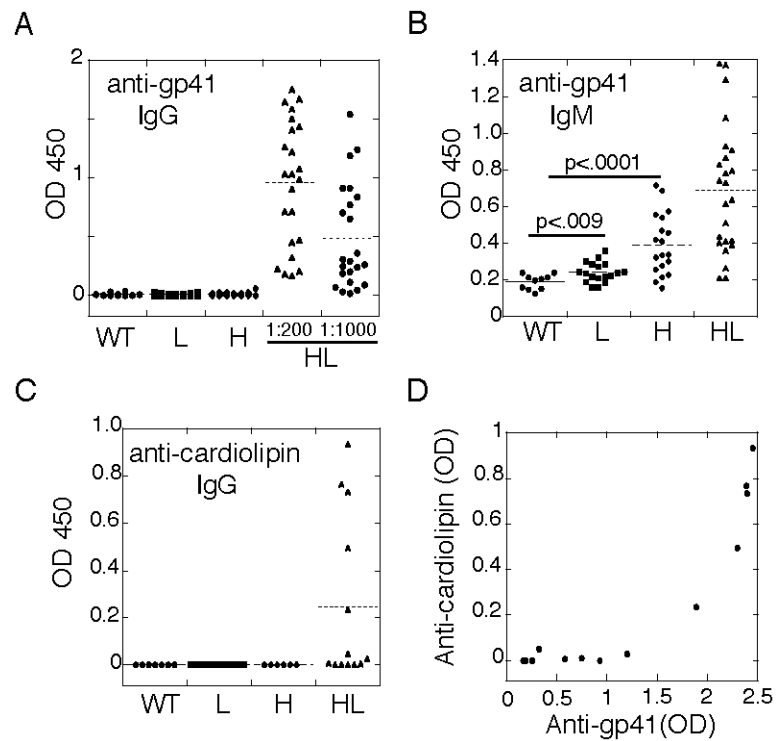 A
anti-gp41
IgG
OD 450
2
1
0
WT L H 1:200 1:1000
HL
B
anti-gp41
IgM
OD 450
1.4
1.2
1.0
0.8
0.6
0.4
0.2
0
p<.0001
p<.009
WT L H HL
C
anti-cardiolipin
IgG
OD 450
1.0
0.8
0.6
0.4
0.2
0
WT L H HL
D
Anti-cardiolipin (OD)
1
0.8
0.6
0.4
0.2
0
0 0.5 1 1.5 2 2.5
Anti-gp41(OD)